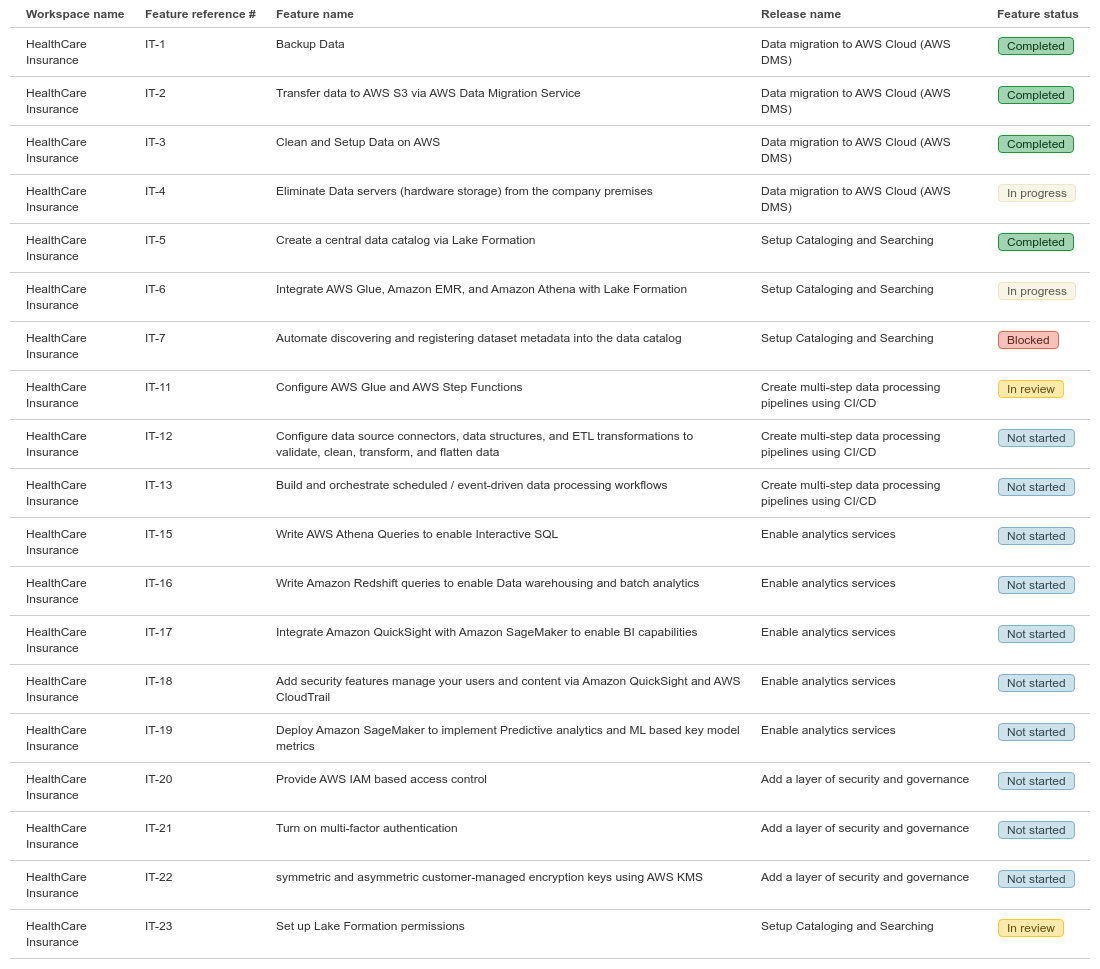 Workspace name Feature reference # Feature name Release name Feature status
HealthCare IT-1 Backup Data Data migration to AWS Cloud (AWS Completed
Insurance DMS)
HealthCare IT-2 Transfer data to AWS S3 via AWS Data Migration Service Data migration to AWS Cloud (AWS Completed
Insurance DMS)
HealthCare IT-3 Clean and Setup Data on AWS Data migration to AWS Cloud (AWS Completed
Insurance DMS)
HealthCare IT-4 Eliminate Data servers (hardware storage) from the company premises Data migration to AWS Cloud (AWS In progress
Insurance DMS)
HealthCare IT-5 Create a central data catalog via Lake Formation Setup Cataloging and Searching Completed
Insurance
HealthCare IT-6 Integrate AWS Glue, Amazon EMR, and Amazon Athena with Lake Formation Setup Cataloging and Searching In progress
Insurance
HealthCare IT-7 Automate discovering and registering dataset metadata into the data catalog Setup Cataloging and Searching Blocked
Insurance
HealthCare IT-11 Configure AWS Glue and AWS Step Functions Create multi-step data processing In review
Insurance pipelines using CI/CD
HealthCare IT-12 Configure data source connectors, data structures, and ETL transformations to Create multi-step data processing Not started
Insurance validate, clean, transform, and flatten data pipelines using CI/CD
HealthCare IT-13 Build and orchestrate scheduled / event-driven data processing workflows Create multi-step data processing Not started
Insurance pipelines using CI/CD
HealthCare IT-15 Write AWS Athena Queries to enable Interactive SQL Enable analytics services Not started
Insurance
HealthCare IT-16 Write Amazon Redshift queries to enable Data warehousing and batch analytics Enable analytics services Not started
Insurance
HealthCare IT-17 Integrate Amazon QuickSight with Amazon SageMaker to enable BI capabilities Enable analytics services Not started
Insurance
HealthCare IT-18 Add security features manage your users and content via Amazon QuickSight and AWS Enable analytics services Not started
Insurance CloudTrail
HealthCare IT-19 Deploy Amazon SageMaker to implement Predictive analytics and ML based key model Enable analytics services Not started
Insurance metrics
HealthCare IT-20 Provide AWS IAM based access control Add a layer of security and governance Not started
Insurance
HealthCare IT-21 Turn on multi-factor authentication Add a layer of security and governance Not started
Insurance
HealthCare IT-22 symmetric and asymmetric customer-managed encryption keys using AWS KMS Add a layer of security and governance Not started
Insurance
HealthCare IT-23 Set up Lake Formation permissions Setup Cataloging and Searching In review
Insurance